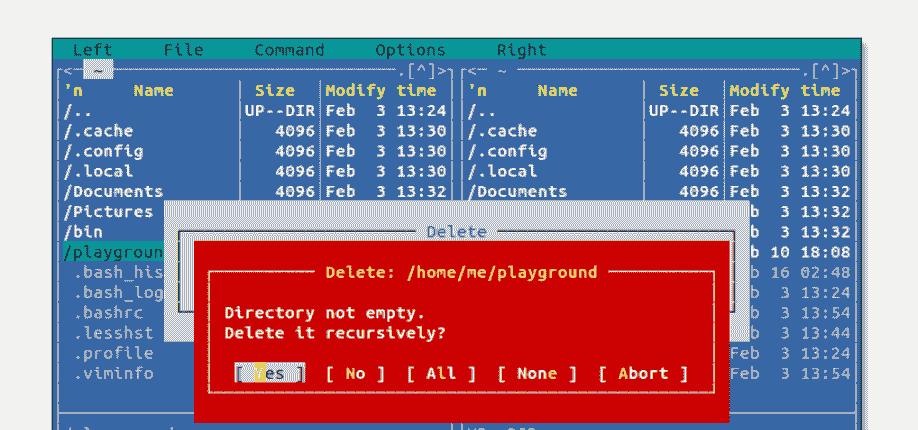 Left File Command Options Right
<- ~ .[^]> <- ~ .[^]>
'n Name Size Modify time 'n Name Size Modify time
/.. UP--DIR Feb 3 13:24 /.. UP--DIR Feb 3 13:24
/.cache 4096 Feb 3 13:30 /.cache 4096 Feb 3 13:30
/.config 4096 Feb 3 13:30 /.config 4096 Feb 3 13:30
/.local 4096 Feb 3 13:30 /.local 4096 Feb 3 13:30
/Documents 4096 Feb 3 13:32 /Documents 4096 Feb 3 13:32
/Pictures b 3 13:32
/bin Delete b 3 13:32
/playgroun b 10 18:08
.bash_his Delete: /home/me/playground b 16 02:48
.bash_log b 3 13:24
.bashrc Directory not empty. b 3 13:54
.lesshst Delete it recursively? b 3 13:44
.profile Feb 3 13:24
.viminfo [ Yes ] [ No ] [ All ] [ None ] [ Abort ] Feb 3 13:54